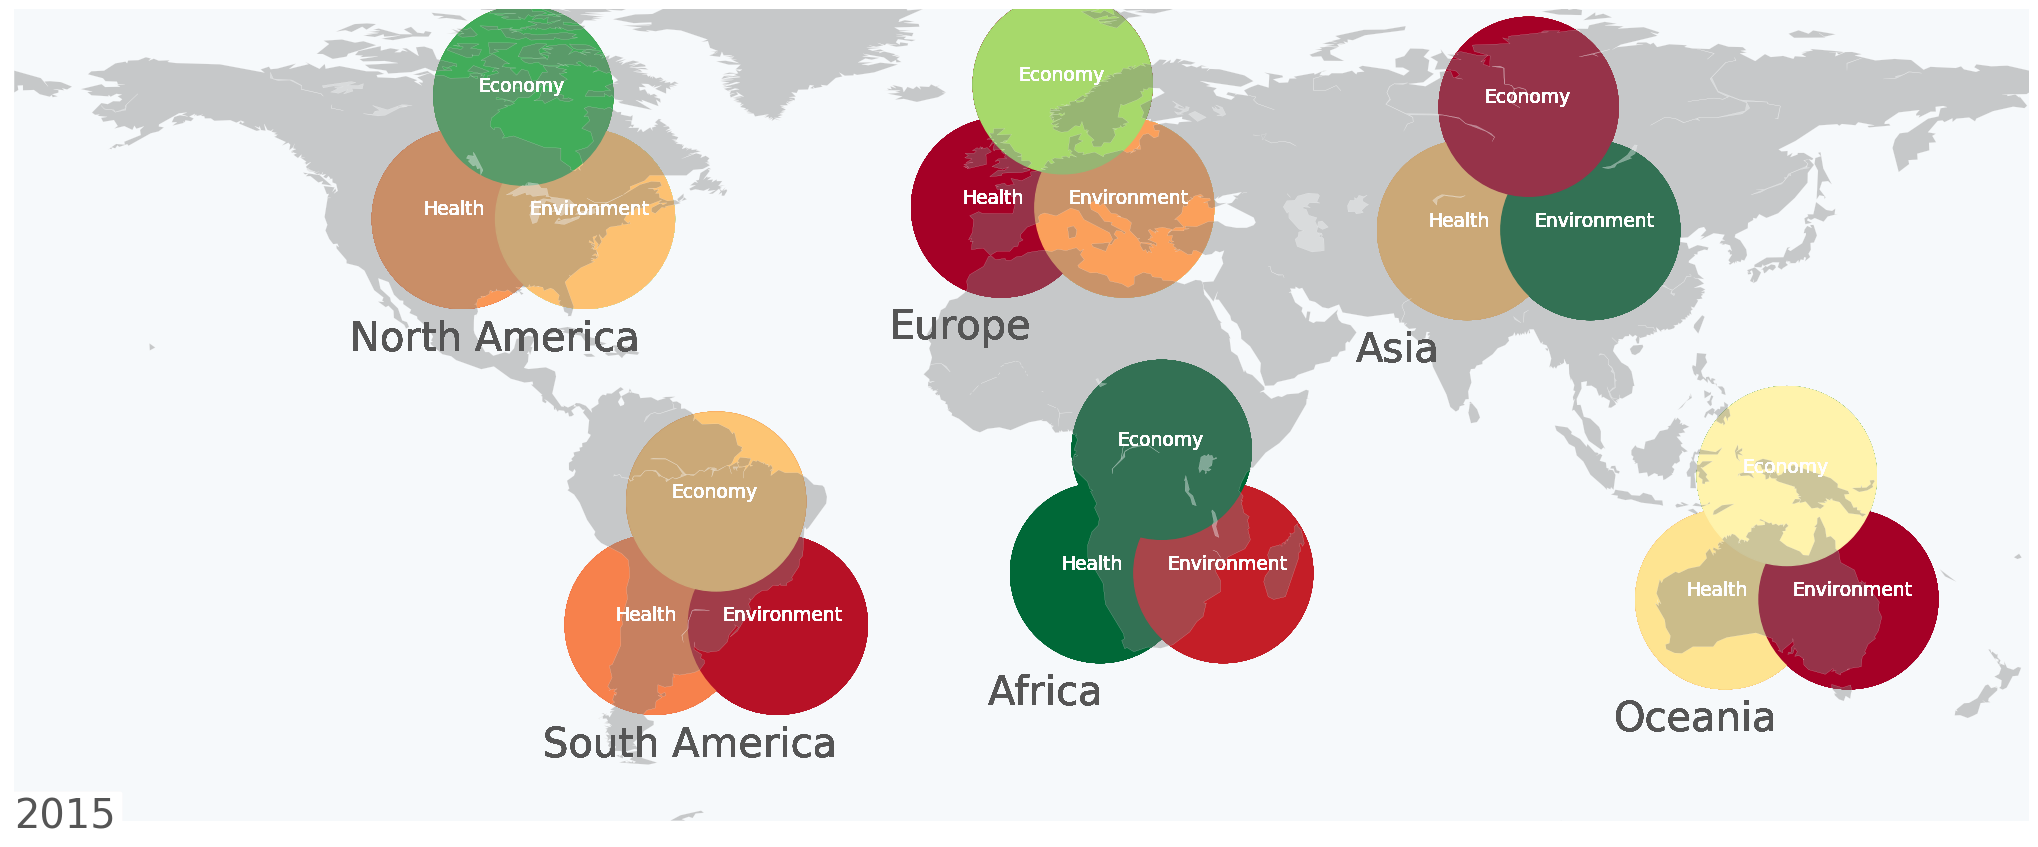 Economy
Health
Environment
North America
Economy
Health
Environment
Europe
Economy
Health
Environment
Asia
Economy
Health
Environment
South America
Economy
Health
Environment
Africa
Economy
Health
Environment
Oceania
2015